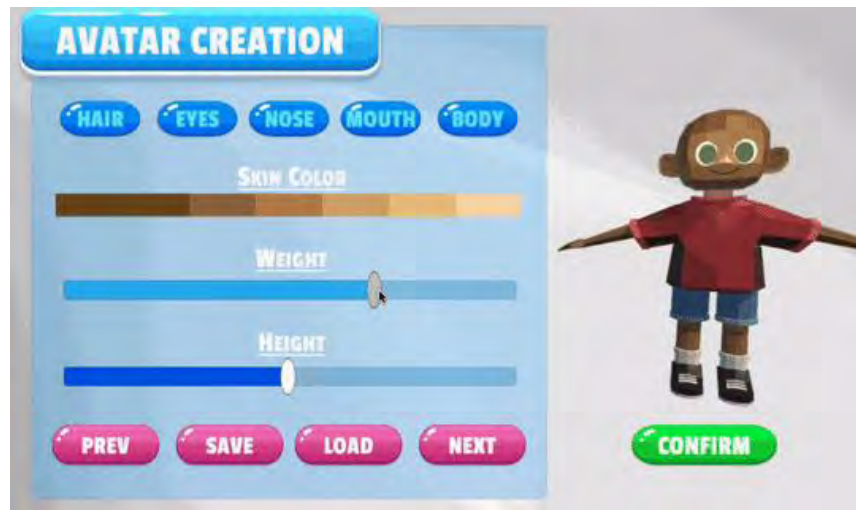 AVATAR CREATION
HAIR EYES NOSE MOUTH BODY
SKIN COLOR
WEIGHT
HEIGHT
PREV SAVE LOAD NEXT CONFIRM